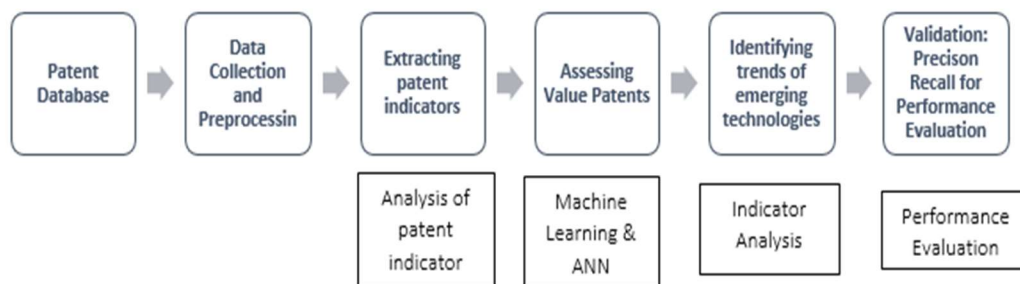 Patent
Database
Data
Collection
and
Preprocessin
Extracting
patent
indicators
Assessing
Value Patents
Identifying
trends of
emerging
technologies
Validation:
Precison
Recall for
Performance
Evaluation
Analysis of
patent
indicator
Machine
Learning &
ANN
Indicator
Analysis
Performance
Evaluation